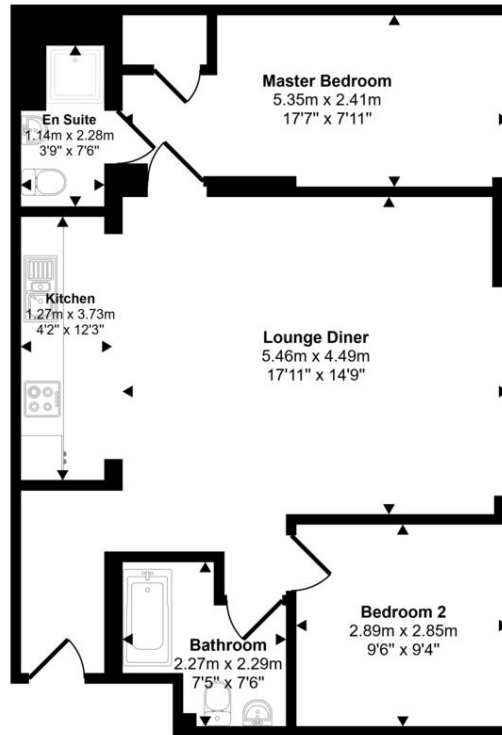 Master Bedroom
5.35m x 2.41m
17'7" x 7'11"
En Suite
1.14m x 2.28m
3'9" x 7'6"
Kitchen
1.27m x 3.73m
4'2" x 12'3"
Lounge Diner
5.46m x 4.49m
17'11" x 14'9"
Bedroom 2
2.89m x 2.85m
9'6" x 9'4"
Bathroom
2.27m x 2.29m
7'5" x 7'6"